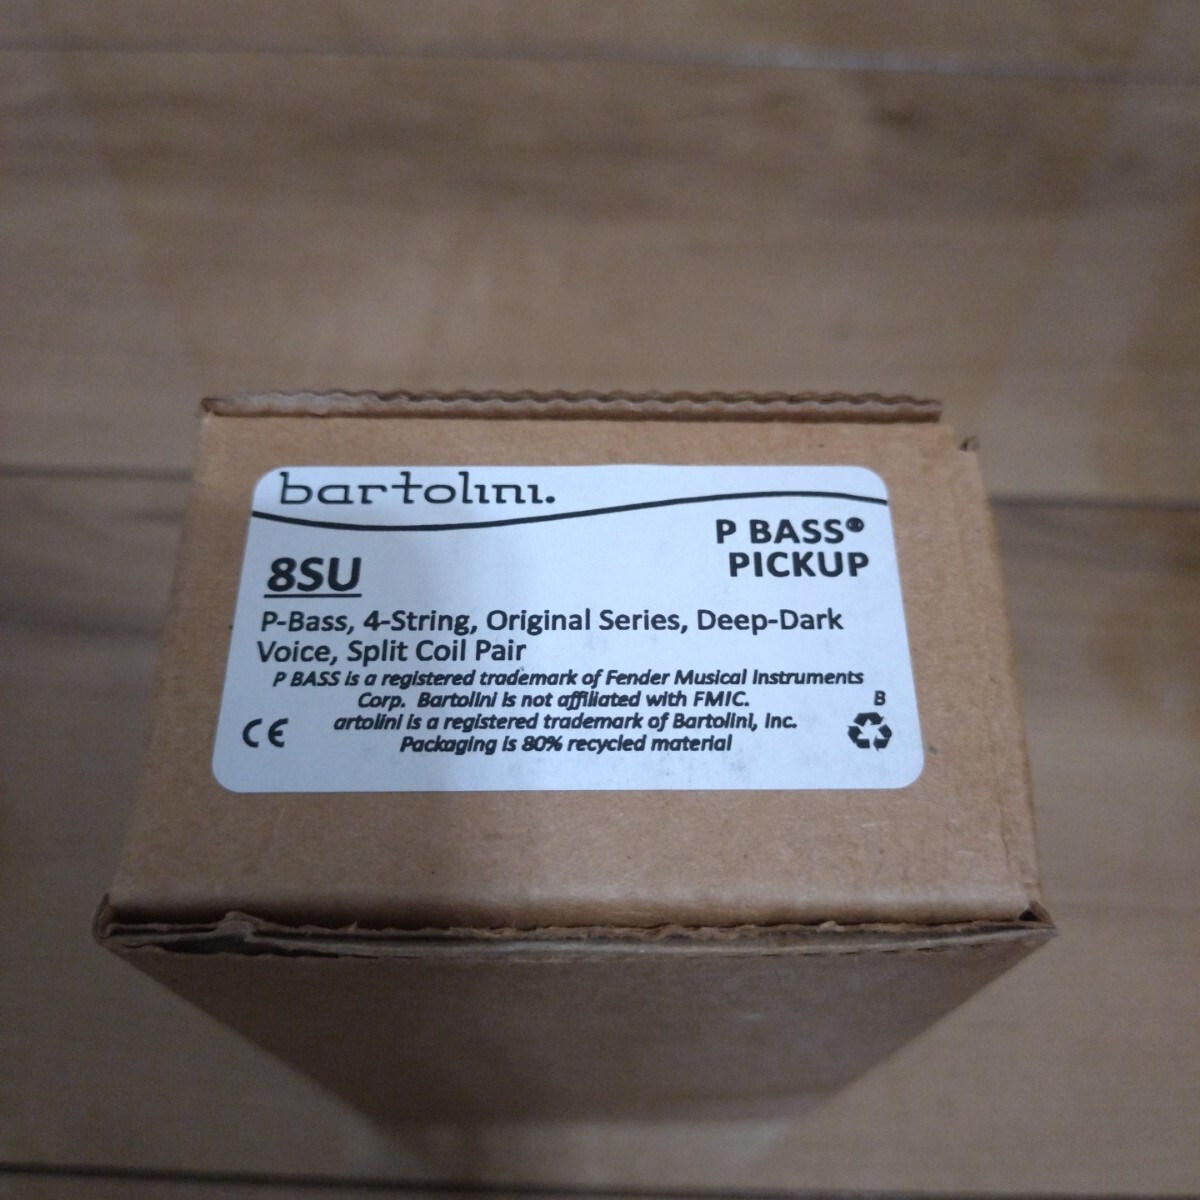 bartolini.
P BASS®
PICKUP
8SU
P-Bass, 4-String, Original Series, Deep-Dark
Voice, Split Coil Pair
P BASS is a registered trademark of Fender Musical Instruments
Corp. Bartolini is not affiliated with FMIC.
artolini is a registered trademark of Bartolini, Inc.
Packaging is 80% recycled material
CE
B